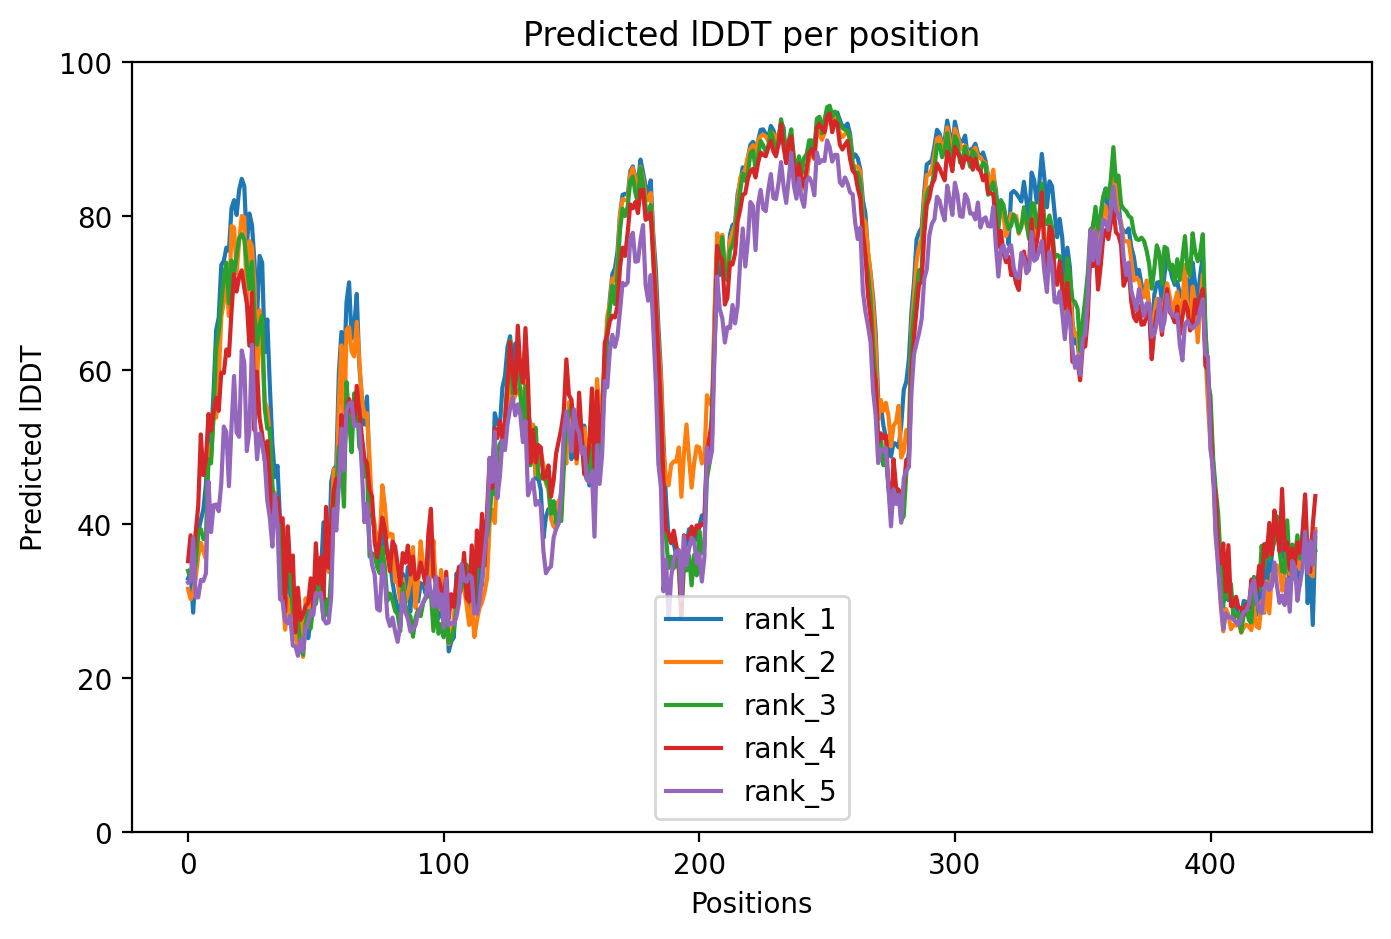 Predicted lDDT per position
Predicted lDDT
100
80
60
40
20
0
rank_1
rank_2
rank_3
rank_4
rank_5
0 100 200 300 400
Positions